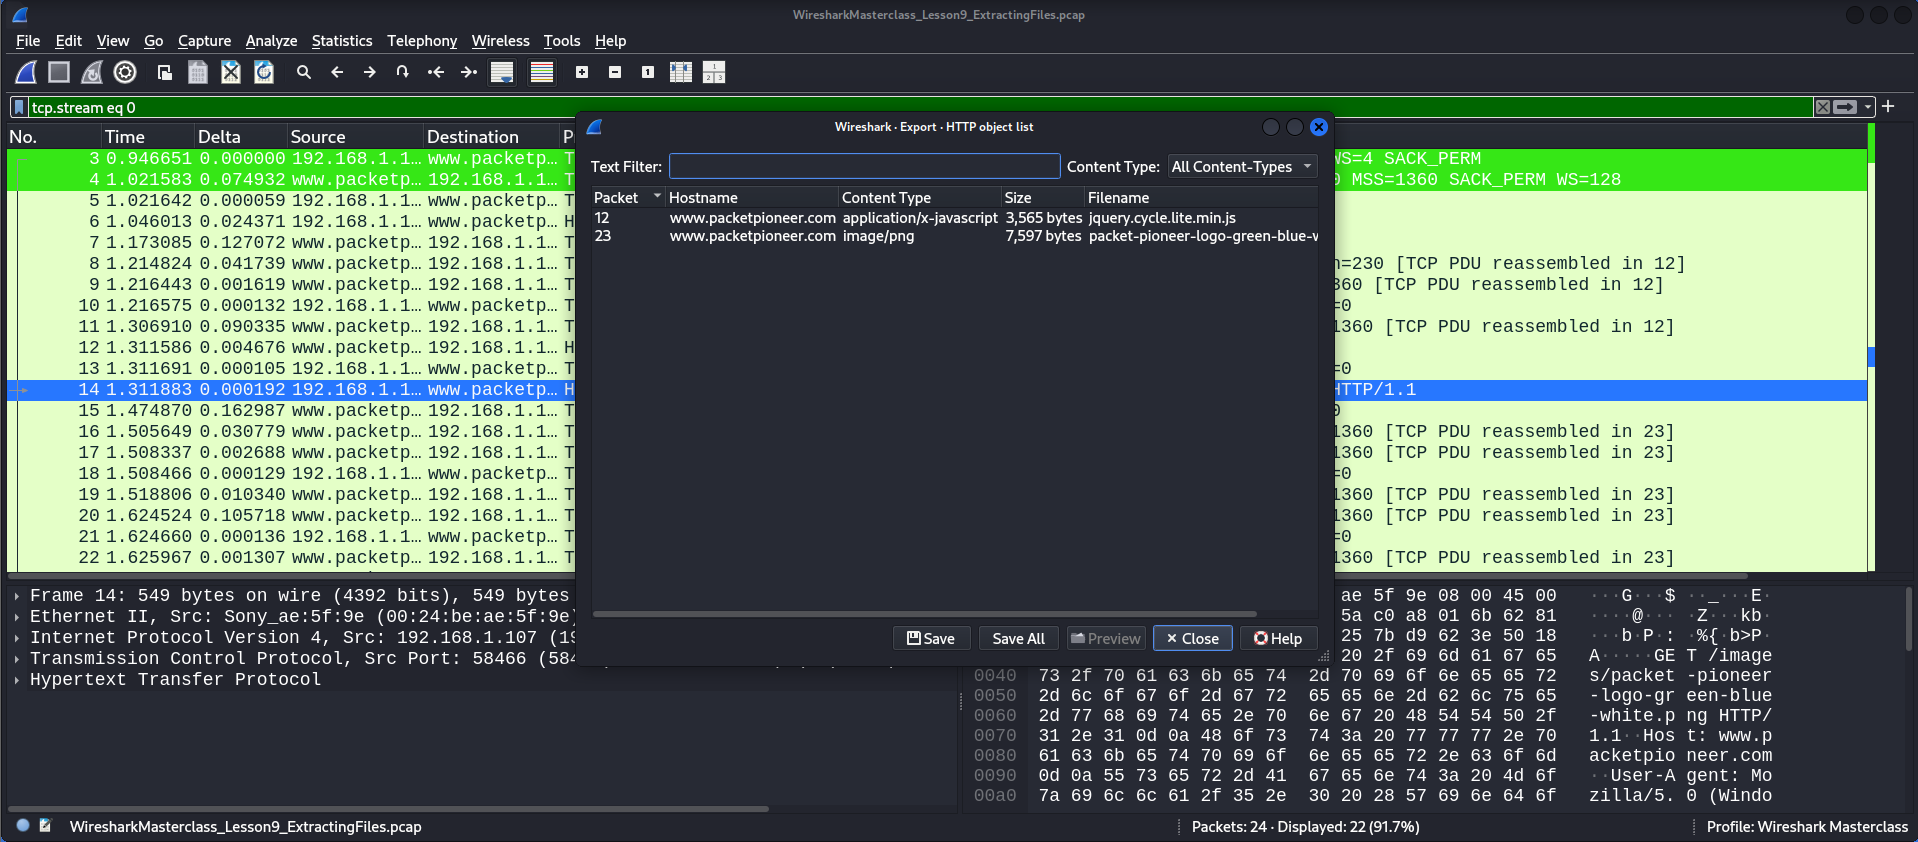 WiresharkMasterclass_Lesson9_ExtractingFiles.pcap
File Edit View Go Capture Analyze Statistics Telephony Wireless Tools Help
tcp.stream eq 0
No. Time Delta Source Destination P
3 0.946651 0.000000 192.168.1.1… www.packetp… T WS=4 SACK_PERM
4 1.021583 0.074932 www.packetp… 192.168.1.1… T 0 MSS=1360 SACK_PERM WS=128
5 1.021642 0.000059 192.168.1.1… www.packetp… T
6 1.046013 0.024371 192.168.1.1… www.packetp… H
7 1.173085 0.127072 www.packetp… 192.168.1.1… T
8 1.214824 0.041739 www.packetp… 192.168.1.1… T n=230 [TCP PDU reassembled in 12]
9 1.216443 0.001619 www.packetp… 192.168.1.1… T 360 [TCP PDU reassembled in 12]
10 1.216575 0.000132 192.168.1.1… www.packetp… T =0
11 1.306910 0.090335 www.packetp… 192.168.1.1… T 1360 [TCP PDU reassembled in 12]
12 1.311586 0.004676 www.packetp… 192.168.1.1… H
13 1.311691 0.000105 192.168.1.1… www.packetp… T =0
14 1.311883 0.000192 192.168.1.1… www.packetp… H HTTP/1.1
15 1.474870 0.162987 www.packetp… 192.168.1.1… T 0
16 1.505649 0.030779 www.packetp… 192.168.1.1… T 1360 [TCP PDU reassembled in 23]
17 1.508337 0.002688 www.packetp… 192.168.1.1… T 1360 [TCP PDU reassembled in 23]
18 1.508466 0.000129 192.168.1.1… www.packetp… T =0
19 1.518806 0.010340 www.packetp… 192.168.1.1… T 1360 [TCP PDU reassembled in 23]
20 1.624524 0.105718 www.packetp… 192.168.1.1… T 1360 [TCP PDU reassembled in 23]
21 1.624660 0.000136 192.168.1.1… www.packetp… T =0
22 1.625967 0.001307 www.packetp… 192.168.1.1… T 1360 [TCP PDU reassembled in 23]
Wireshark · Export · HTTP object list
Text Filter: Content Type: All Content-Types
Packet Hostname Content Type Size Filename
12 www.packetpioneer.com application/x-javascript 3,565 bytes jquery.cycle.lite.min.js
23 www.packetpioneer.com image/png 7,597 bytes packet-pioneer-logo-green-blue-w
Save Save All Preview Close Help
Frame 14: 549 bytes on wire (4392 bits), 549 bytes
Ethernet II, Src: Sony_ae:5f:9e (00:24:be:ae:5f:9e)
Internet Protocol Version 4, Src: 192.168.1.107 (19
Transmission Control Protocol, Src Port: 58466 (584
Hypertext Transfer Protocol
ae 5f 9e 08 00 45 00 ···G···$ ··_···E·
5a c0 a8 01 6b 62 81 ····@··· Z···kb·
25 7b d9 62 3e 50 18 ···b·P·: ·%{·b>P·
20 2f 69 6d 61 67 65 A·····GE T /image
0040 73 2f 70 61 63 6b 65 74 2d 70 69 6f 6e 65 65 72 s/packet -pioneer
0050 2d 6c 6f 67 6f 2d 67 72 65 65 6e 2d 62 6c 75 65 -logo-gr een-blue
0060 2d 77 68 69 74 65 2e 70 6e 67 20 48 54 54 50 2f -white.p ng HTTP/
0070 31 2e 31 0d 0a 48 6f 73 74 3a 20 77 77 77 2e 70 1.1··Hos t: www.p
0080 61 63 6b 65 74 70 69 6f 6e 65 65 72 2e 63 6f 6d acketpio neer.com
0090 0d 0a 55 73 65 72 2d 41 67 65 6e 74 3a 20 4d 6f ··User-A gent: Mo
00a0 7a 69 6c 6c 61 2f 35 2e 30 20 28 57 69 6e 64 6f zilla/5. 0 (Windo
WiresharkMasterclass_Lesson9_ExtractingFiles.pcap
Packets: 24 · Displayed: 22 (91.7%)
Profile: Wireshark Masterclass